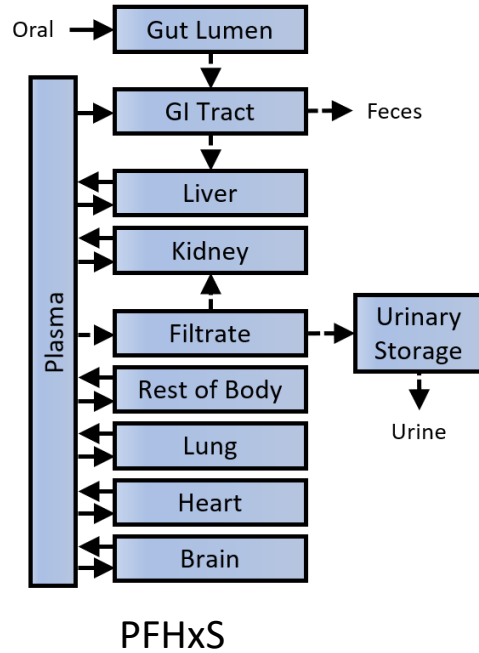 Oral
Gut Lumen
GI Tract
Feces
Liver
Kidney
Plasma
Filtrate
Urinary
Storage
Urine
Rest of Body
Lung
Heart
Brain
PFHxS